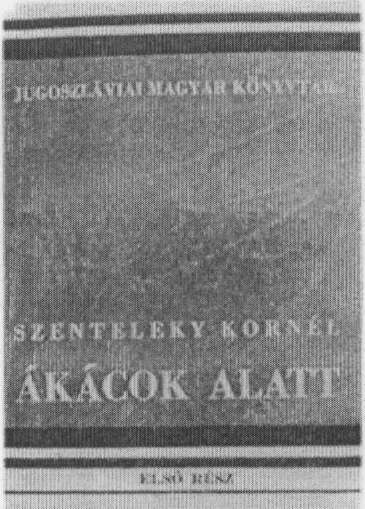 JUGOSZLÁVIAI MAGYAR KÖNYVTÁR
SZENTELEKY KORNÉL
ÁKÁCOK ALATT
ELSŐ RÉSZ